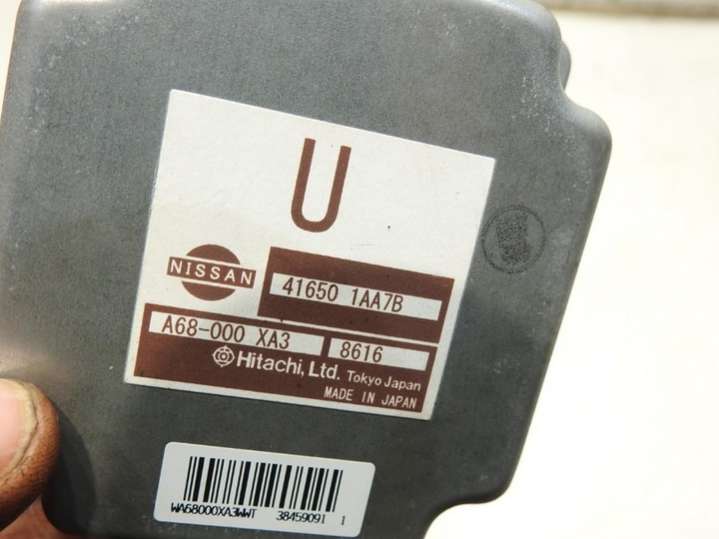 U
NISSAN
41650 1AA7B
A68-000 XA3
8616
Hitachi, Ltd. Tokyo Japan
MADE IN JAPAN
WA68000XA3WWT 38459091 1